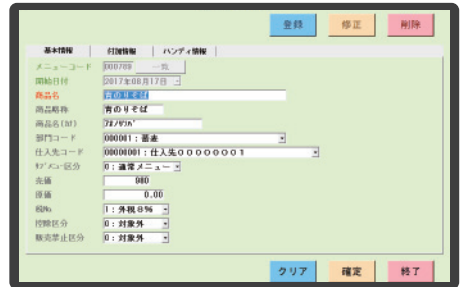 登録 修正 削除
基本情報 付加情報 ハンディ情報
メニューコード 000789 一覧
開始日付 2017年08月17日
商品名 青のりそば
商品略称 青のりそば
商品名(カナ) ｱｵﾉﾘｿﾊﾞ
部門コード 000001：蕎麦
仕入先コード 00000001：仕入先００００００００１
ｻﾌﾞﾒﾆｭｰ区分 0：通常メニュー
売価 980
原価 0.00
税No. 1：外税8%
控除区分 0：対象外
販売禁止区分 0：対象外
クリア 確定 終了